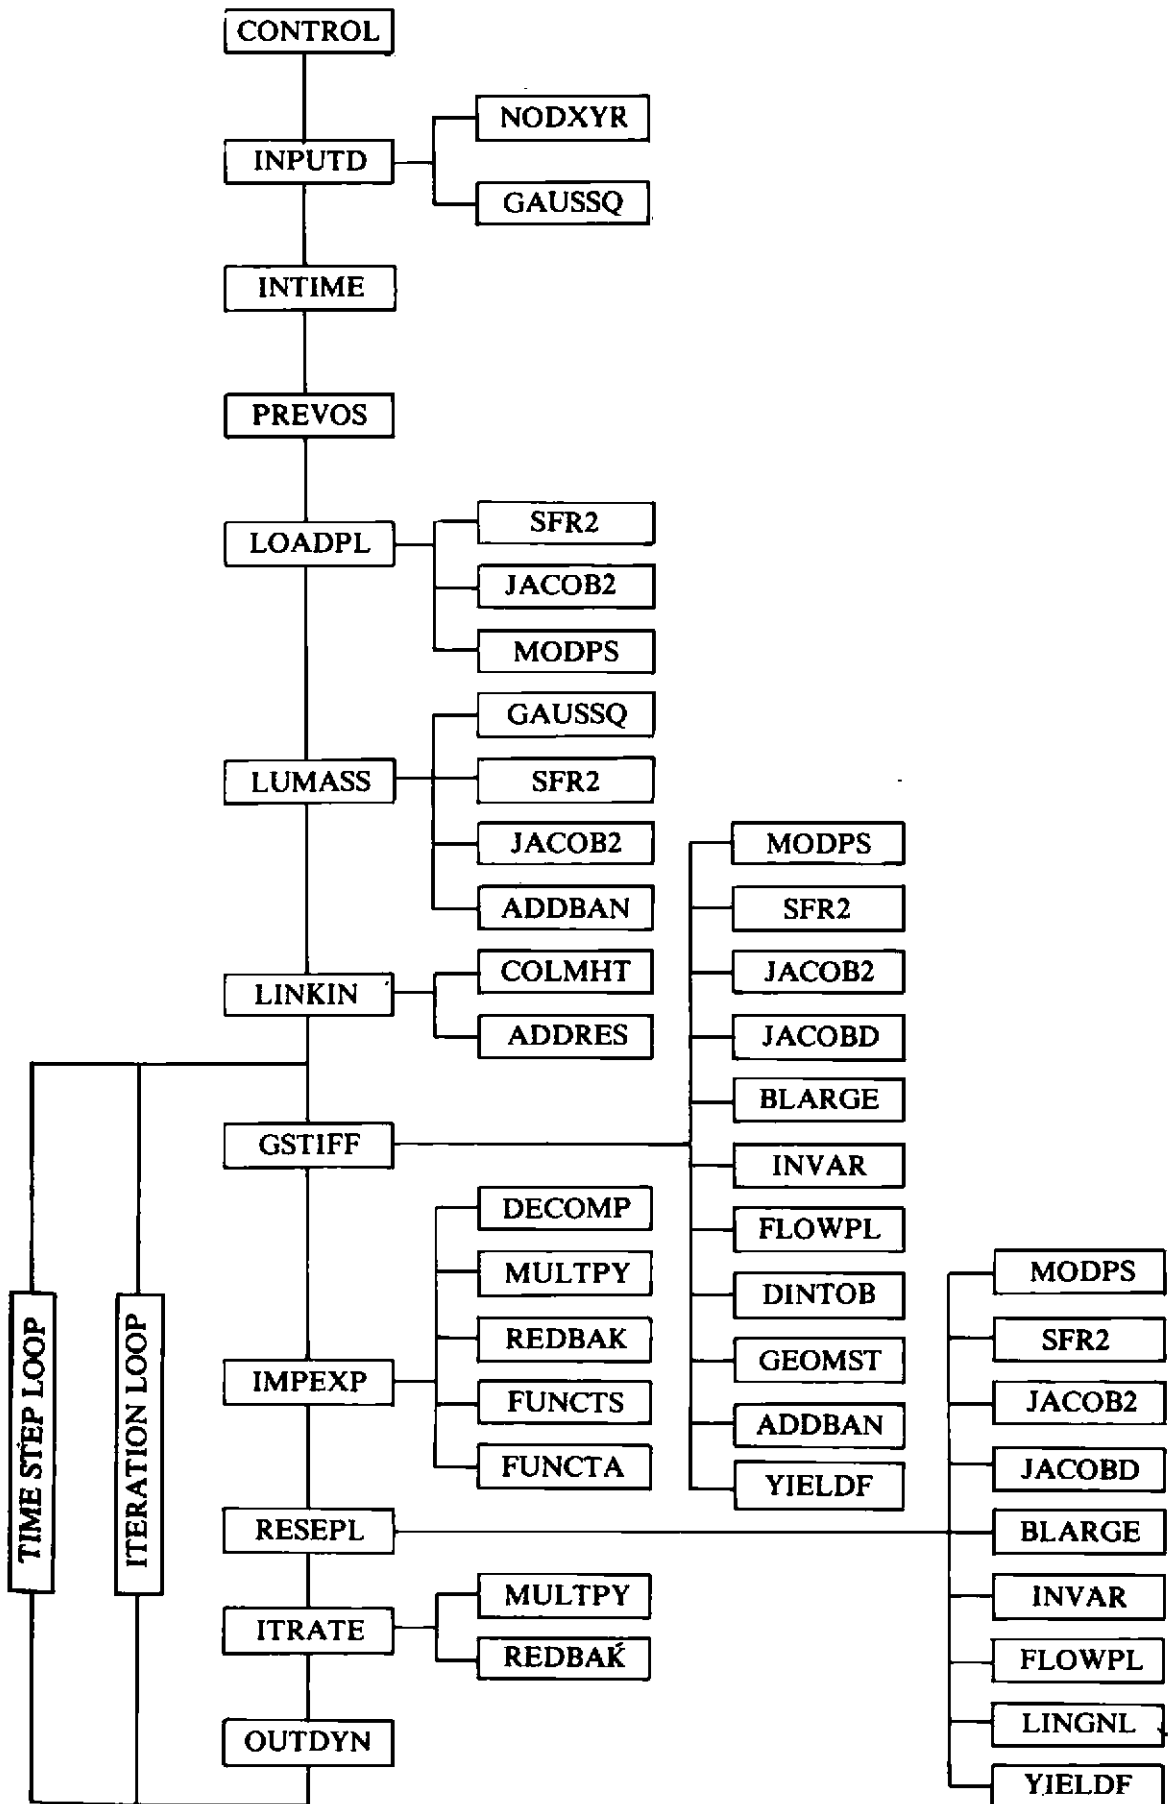 CONTROL
INPUTD
NODXYR
GAUSSQ
INTIME
PREVOS
LOADPL
SFR2
JACOB2
MODPS
LUMASS
GAUSSQ
SFR2
JACOB2
ADDBAN
LINKIN
COLMHT
ADDRES
TIME STEP LOOP
ITERATION LOOP
GSTIFF
MODPS
SFR2
JACOB2
JACOBD
BLARGE
INVAR
FLOWPL
DINTOB
GEOMST
ADDBAN
YIELDF
IMPEXP
DECOMP
MULTPY
REDBAK
FUNCTS
FUNCTA
RESEPL
MODPS
SFR2
JACOB2
JACOBD
BLARGE
INVAR
FLOWPL
LINGNL
YIELDF
ITRATE
MULTPY
REDBAK
OUTDYN